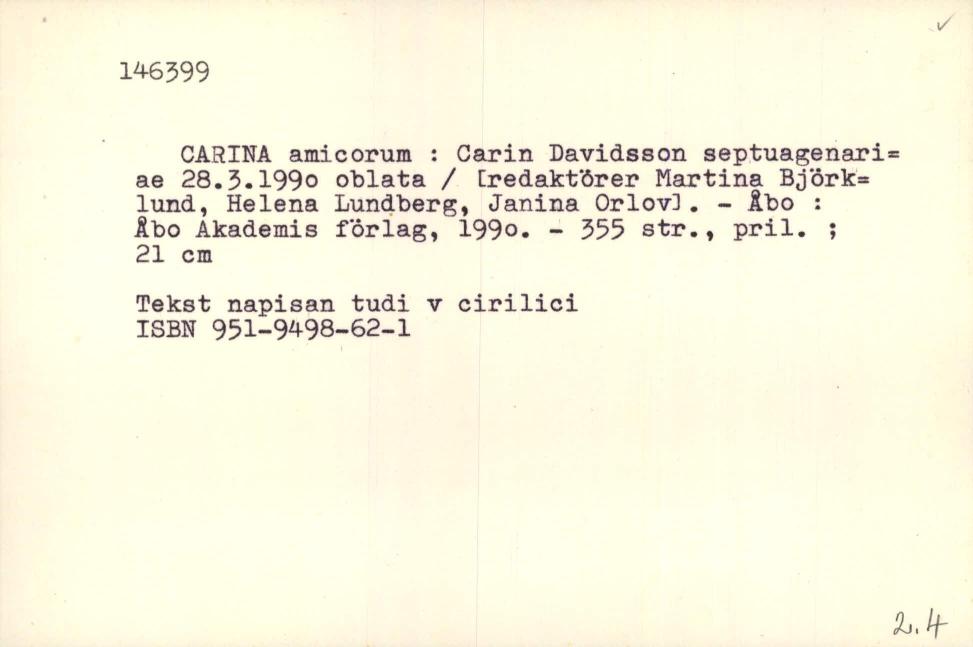 146399
CARINA amicorum : Carin Davidsson septuagenari=
ae 28.3.199o oblata / [redaktörer Martina Björk=
lund, Helena Lundberg, Janina Orlov]. - Åbo :
Åbo Akademis förlag, 199o. - 355 str., pril. ;
21 cm
Tekst napisan tudi v cirilici
ISBN 951-9498-62-1
2.4